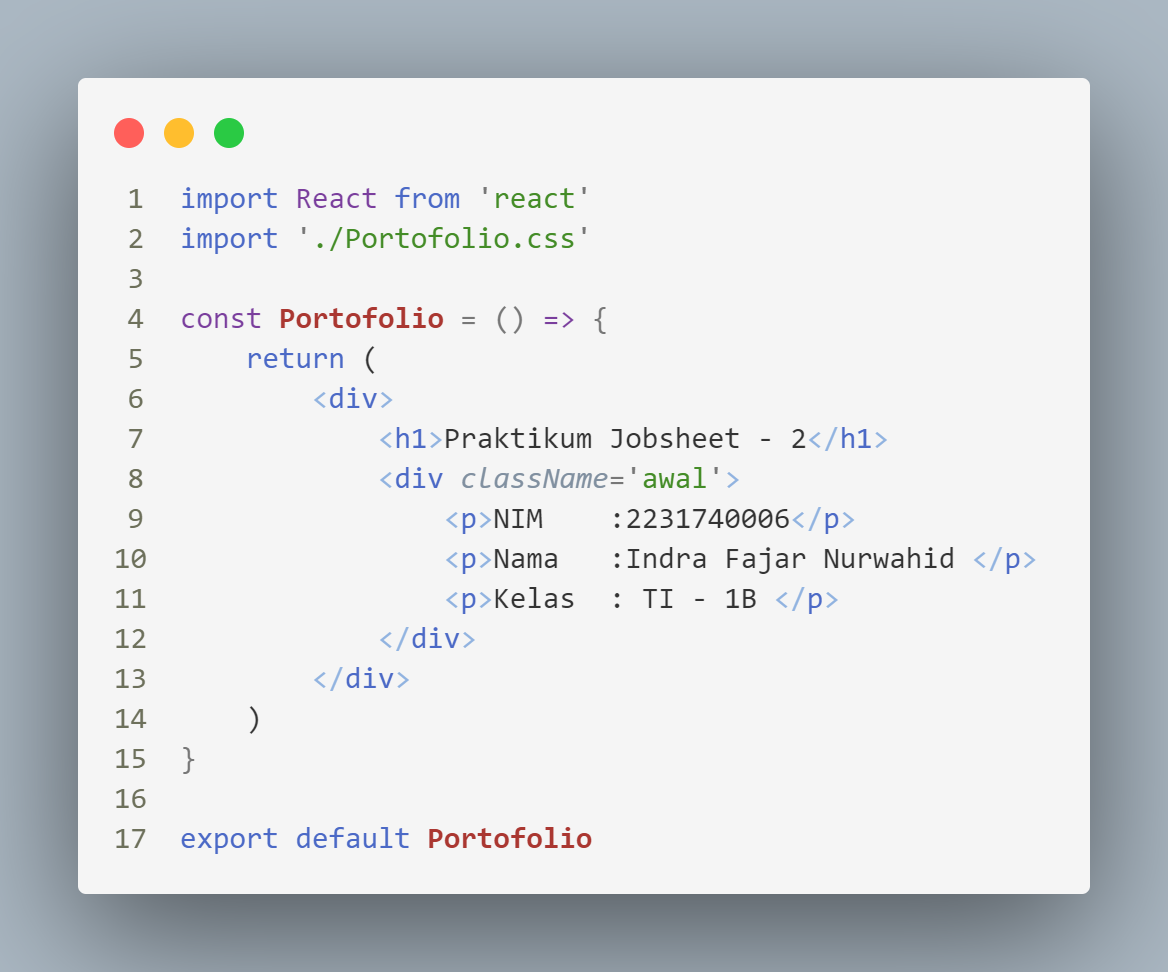 1 import React from 'react'
2 import './Portofolio.css'
3
4 const Portofolio = () => {
5     return (
6         <div>
7             <h1>Praktikum Jobsheet - 2</h1>
8             <div className='awal'>
9                 <p>NIM    :2231740006</p>
10                 <p>Nama   :Indra Fajar Nurwahid </p>
11                 <p>Kelas  : TI - 1B </p>
12             </div>
13         </div>
14     )
15 }
16
17 export default Portofolio